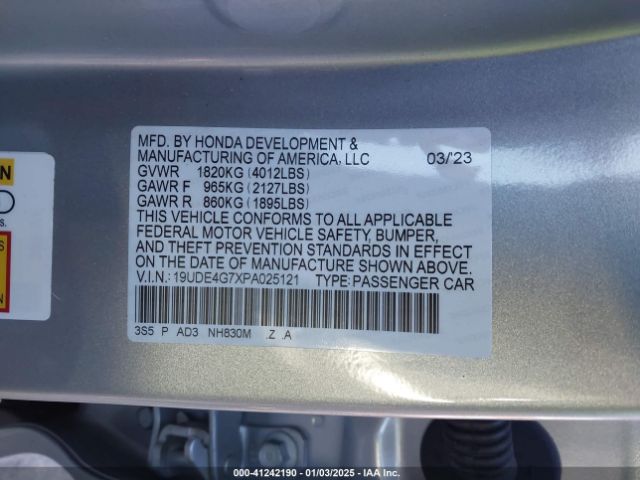 MFD. BY HONDA DEVELOPMENT &
MANUFACTURING OF AMERICA, LLC 03/'23
GVWR 1820KG (4012LBS)
GAWR F 965KG (2127LBS)
GAWR R 860KG (1895LBS)
THIS VEHICLE CONFORMS TO ALL APPLICABLE
FEDERAL MOTOR VEHICLE SAFETY, BUMPER,
AND THEFT PREVENTION STANDARDS IN EFFECT
ON THE DATE OF MANUFACTURE SHOWN ABOVE.
V.I.N.: 19UDE4G7XPA025121 TYPE: PASSENGER CAR
3S5 P AD3 NH830M .Z .A
000-41242190 - 01/03/2025 - IAA Inc.